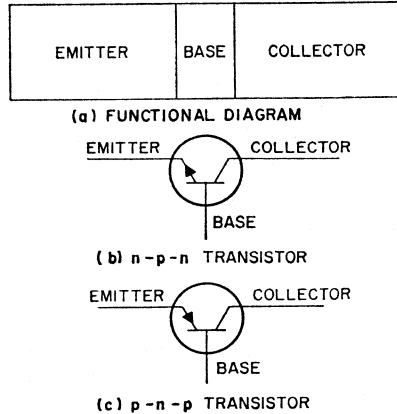 EMITTER BASE COLLECTOR
(a) FUNCTIONAL DIAGRAM
EMITTER COLLECTOR
BASE
(b) n-p-n TRANSISTOR
EMITTER COLLECTOR
BASE
(c) p-n-p TRANSISTOR